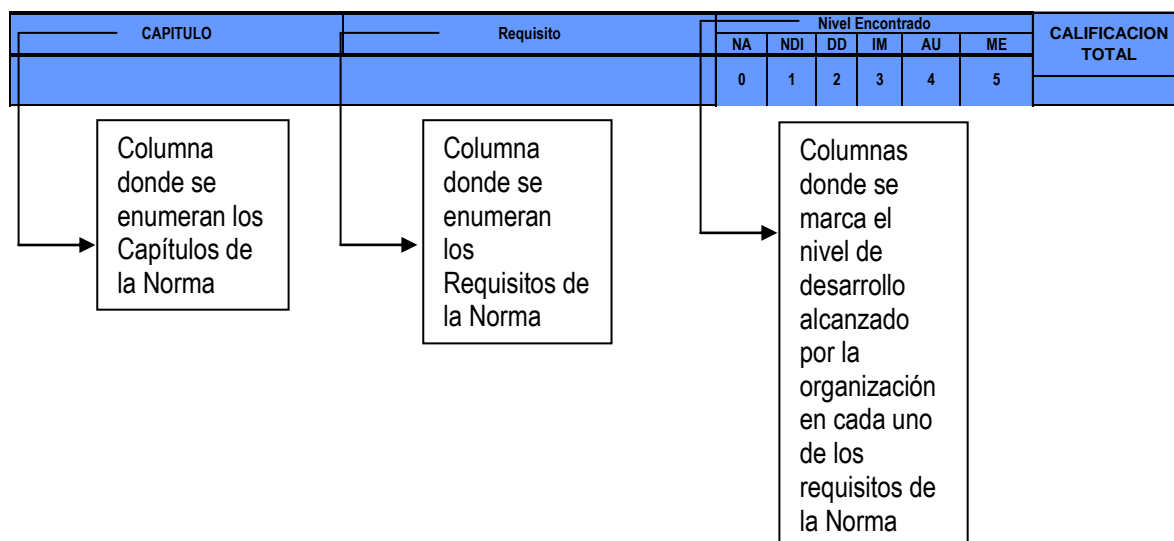 CAPITULO
Requisito
Nivel Encontrado
CALIFICACION
TOTAL
NA NDI DD IM AU ME
0 1 2 3 4 5
Columna
donde se
enumeran los
Capítulos de
la Norma
Columna
donde se
enumeran
los
Requisitos de
la Norma
Columnas
donde se
marca el
nivel de
desarrollo
alcanzado
por la
organización
en cada uno
de los
requisitos de
la Norma